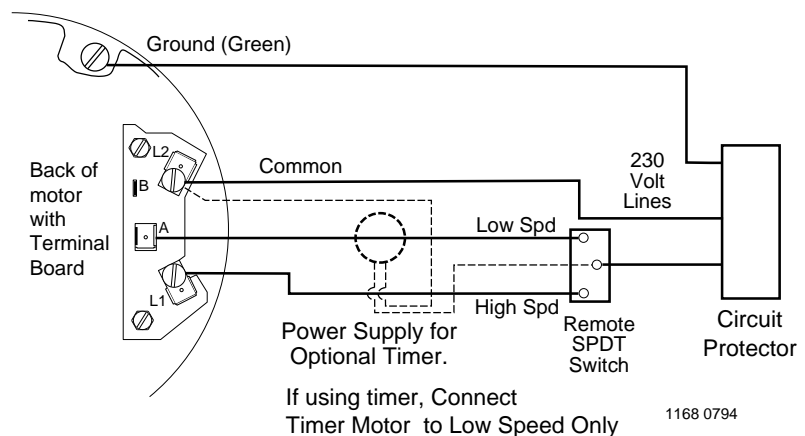 Ground (Green)
L2
Back of
motor
with
Terminal
Board
B
Common
230
Volt
Lines
A
Low Spd
L1
High Spd
Power Supply for
Optional Timer.
Remote
SPDT
Switch
Circuit
Protector
If using timer, Connect
Timer Motor to Low Speed Only
1168 0794